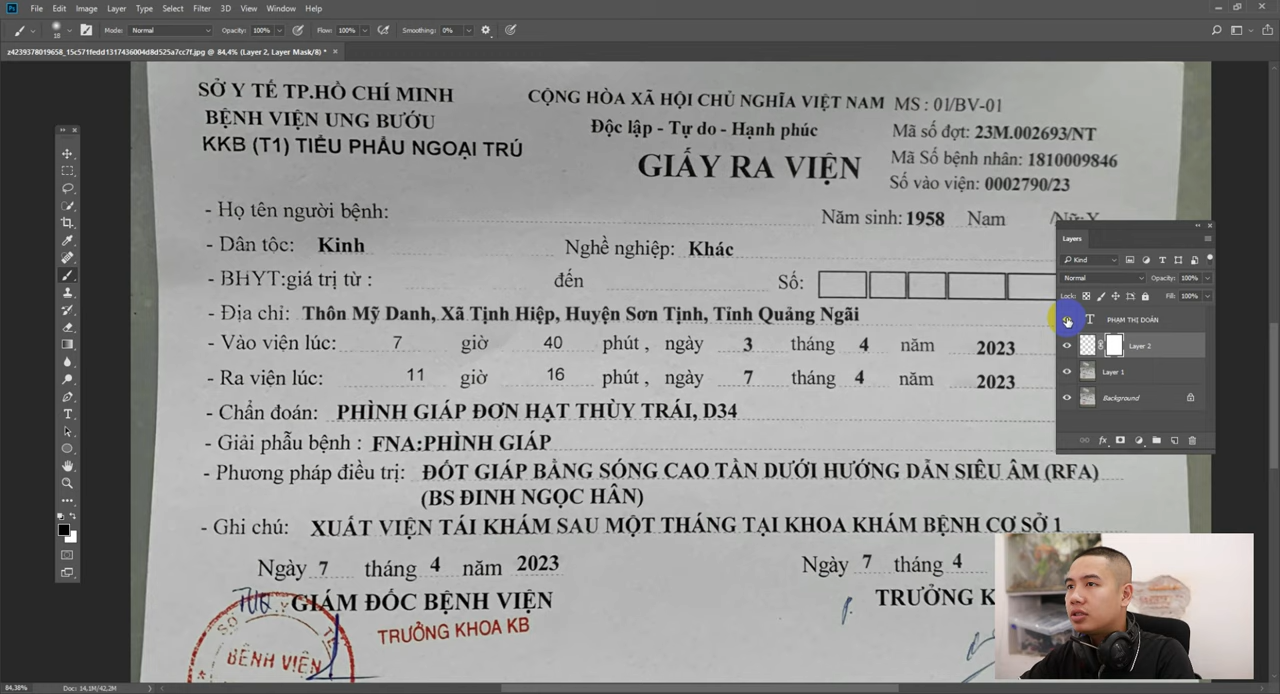 File Edit Image Layer Type Select Filter 3D View Window Help
18 Mode: Normal Opacity: 100% Flow: 100% Smoothing: 0%
z4239378019658_15c571fedd1317436004d8d525a7cc7f.jpg @ 84,4% (Layer 2, Layer Mask/8) *
SỞ Y TẾ TP.HỒ CHÍ MINH
BỆNH VIỆN UNG BƯỚU
KKB (T1) TIỂU PHẪU NGOẠI TRÚ
CỘNG HÒA XÃ HỘI CHỦ NGHĨA VIỆT NAM
Độc lập - Tự do - Hạnh phúc
GIẤY RA VIỆN
MS : 01/BV-01
Mã số đợt: 23M.002693/NT
Mã Số bệnh nhân: 1810009846
Số vào viện: 0002790/23
- Họ tên người bệnh: Năm sinh: 1958 Nam /Nữ: X
- Dân tộc: Kinh Nghề nghiệp: Khác
- BHYT:giá trị từ : đến Số:
- Địa chỉ: Thôn Mỹ Danh, Xã Tịnh Hiệp, Huyện Sơn Tịnh, Tỉnh Quảng Ngãi
- Vào viện lúc: 7 giờ 40 phút , ngày 3 tháng 4 năm 2023
- Ra viện lúc: 11 giờ 16 phút , ngày 7 tháng 4 năm 2023
- Chẩn đoán: PHÌNH GIÁP ĐƠN HẠT THÙY TRÁI, D34
- Giải phẫu bệnh : FNA:PHÌNH GIÁP
- Phương pháp điều trị: ĐỐT GIÁP BẰNG SÓNG CAO TẦN DƯỚI HƯỚNG DẪN SIÊU ÂM (RFA)
(BS ĐINH NGỌC HÂN)
- Ghi chú: XUẤT VIỆN TÁI KHÁM SAU MỘT THÁNG TẠI KHOA KHÁM BỆNH CƠ SỞ 1
Ngày 7 tháng 4 năm 2023
TUQ GIÁM ĐỐC BỆNH VIỆN
TRƯỞNG KHOA KB
SỞ Y TẾ
BỆNH VIỆN
Ngày 7 tháng 4
TRƯỞNG K
Layers
Kind
Normal Opacity: 100%
Lock: Fill: 100%
PHẠM THỊ DOÃN
Layer 2
Layer 1
Background
84,38% Doc: 34,1M/42,2M